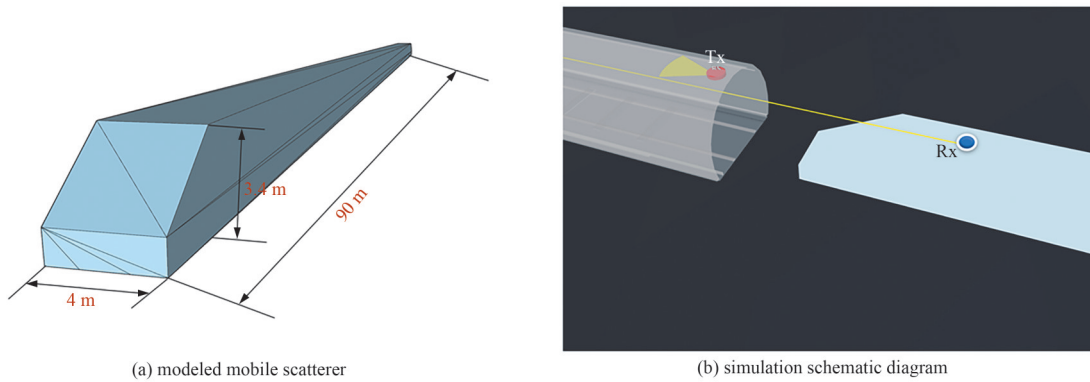 3.4 m
90 m
4 m
Tx
Rx
(a) modeled mobile scatterer
(b) simulation schematic diagram